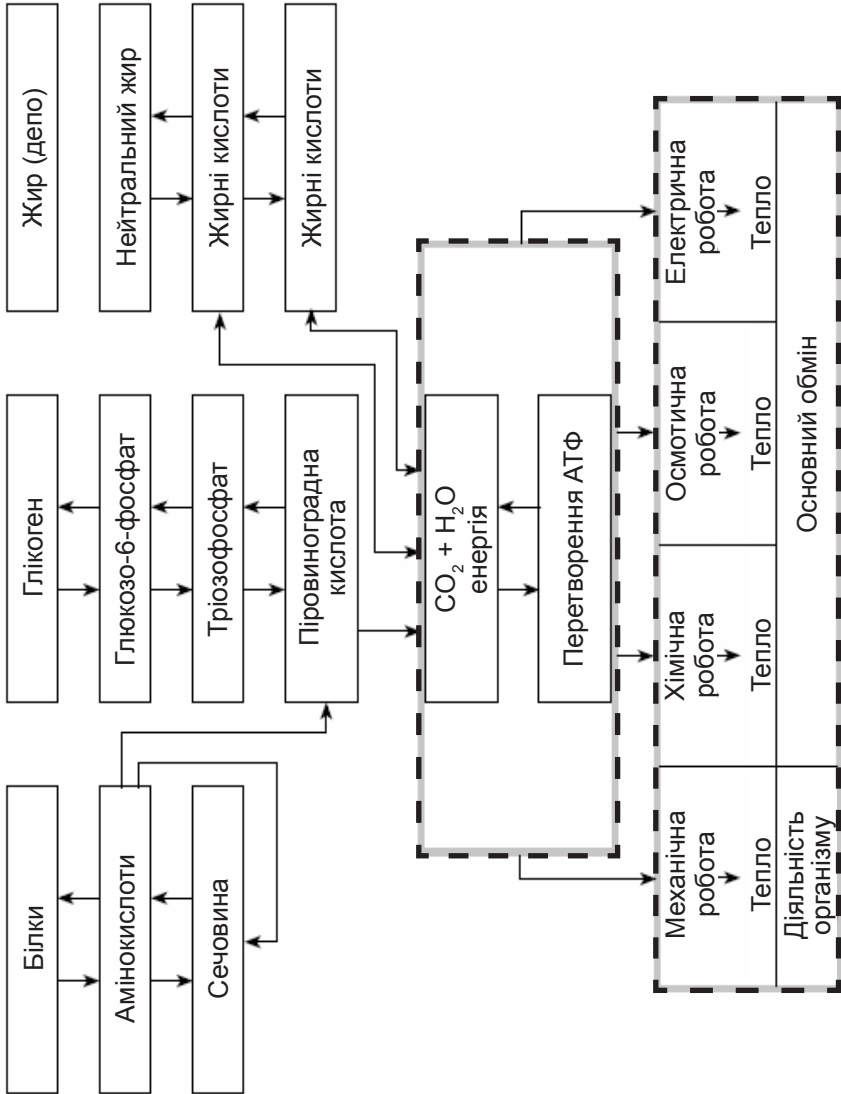 Білки
Амінокислоти
Сечовина
Глікоген
Глюкозо-6-фосфат
Тріозофосфат
Піровиноградна
кислота
Жир (депо)
Нейтральний жир
Жирні кислоти
Жирні кислоти
CO₂ + H₂O
енергія
Перетворення АТФ
Механічна
робота
Тепло
Діяльність
організму
Хімічна
робота
Тепло
Осмотична
робота
Тепло
Електрична
робота
Тепло
Основний обмін